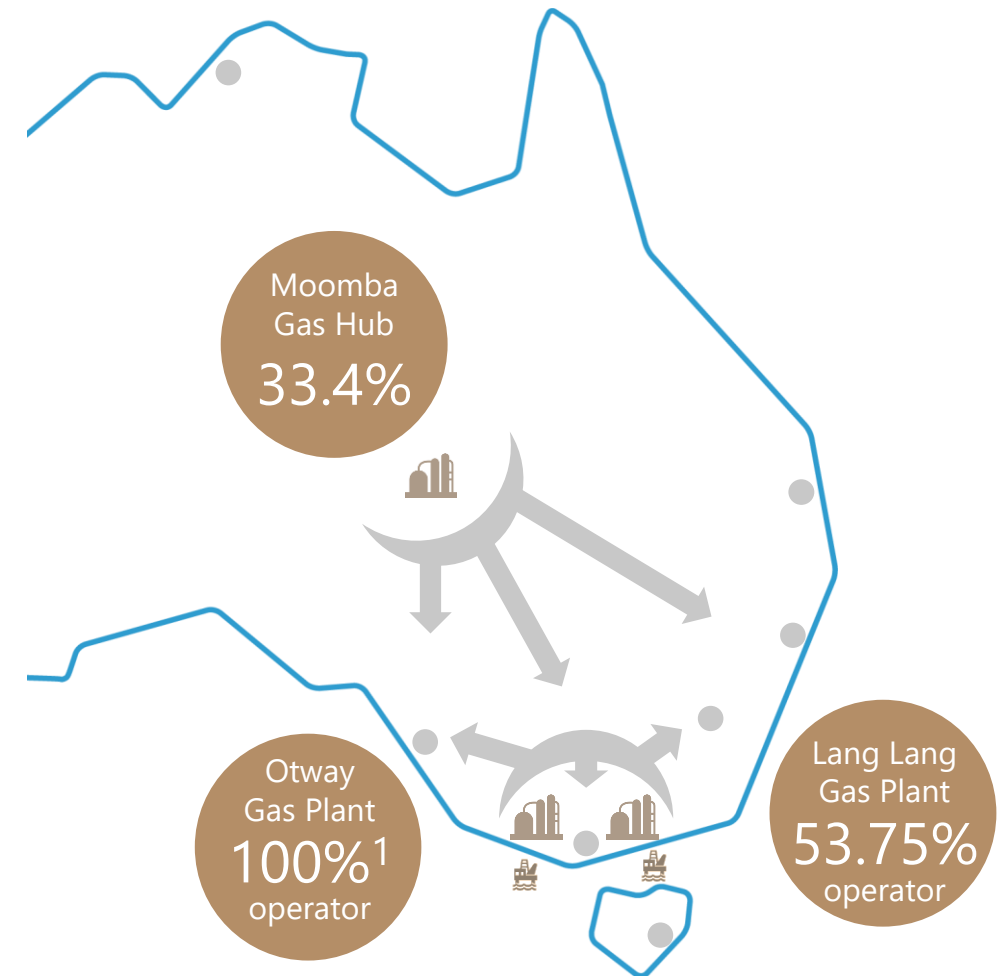 Moomba
Gas Hub
33.4%
Otway
Gas Plant
100%1
operator
Lang Lang
Gas Plant
53.75%
operator